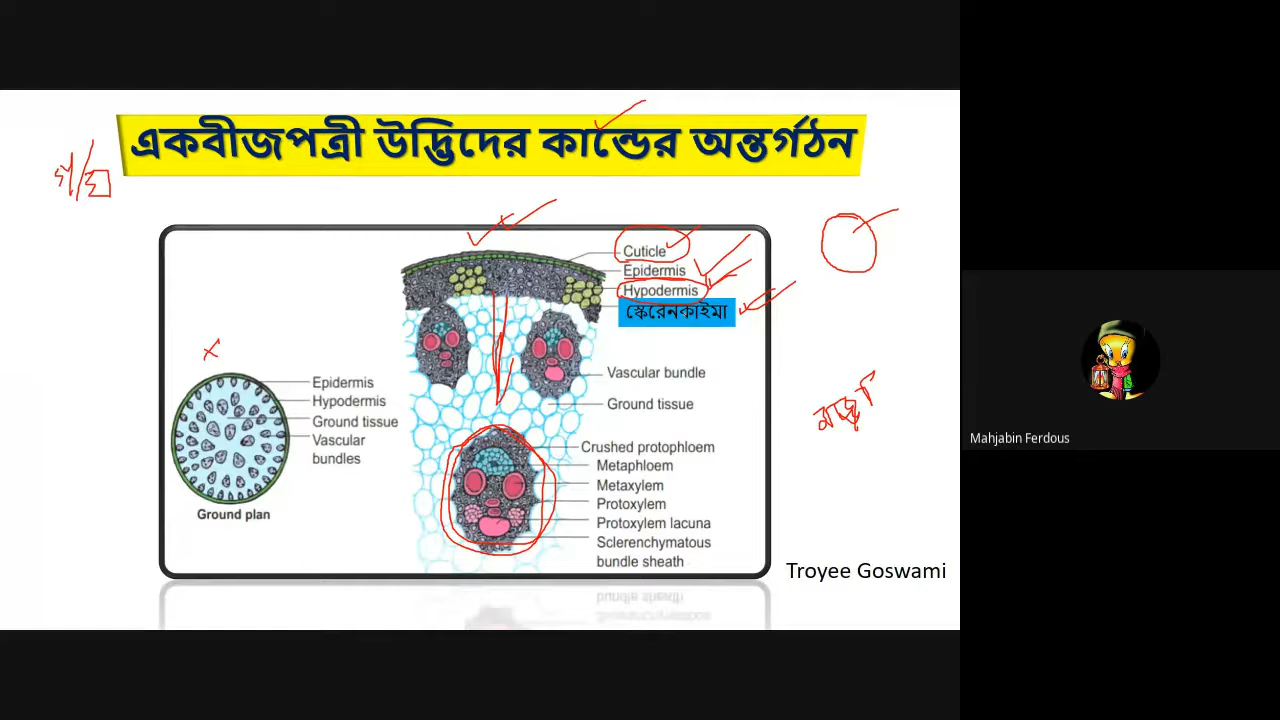 একবীজপত্রী উদ্ভিদের কান্ডের অন্তর্গঠন
Cuticle
Epidermis
Hypodermis
স্কেরেনকাইমা
Vascular bundle
Ground tissue
Epidermis
Hypodermis
Ground tissue
Vascular
bundles
Ground plan
Crushed protophloem
Metaphloem
Metaxylem
Protoxylem
Protoxylem lacuna
Sclerenchymatous
bundle sheath
Troyee Goswami
Mahjabin Ferdous